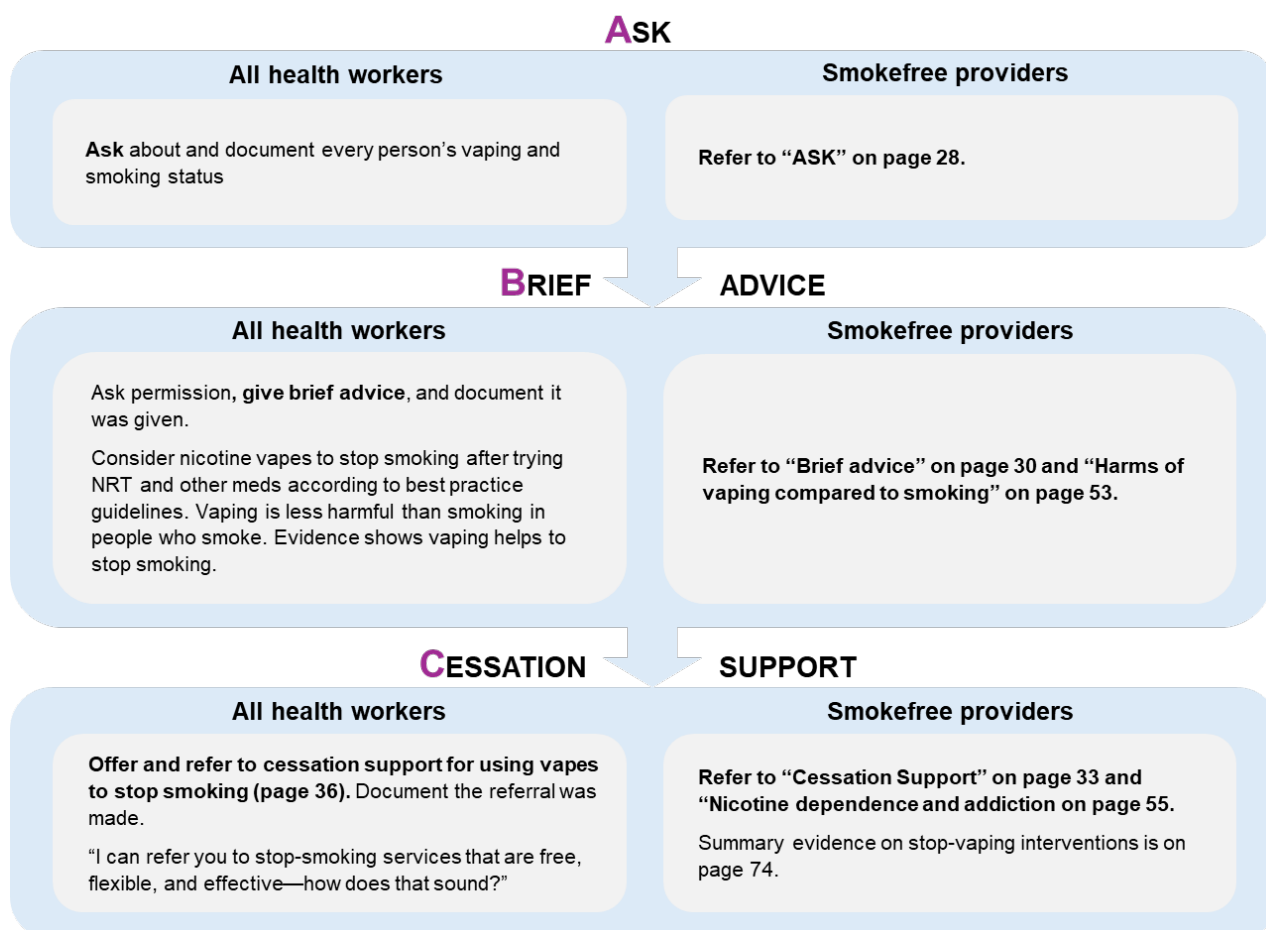 ASK
All health workers
Ask about and document every person’s vaping and
smoking status
Smokefree providers
Refer to “ASK” on page 28.
BRIEF ADVICE
All health workers
Ask permission, give brief advice, and document it
was given.
Consider nicotine vapes to stop smoking after trying
NRT and other meds according to best practice
guidelines. Vaping is less harmful than smoking in
people who smoke. Evidence shows vaping helps to
stop smoking.
Smokefree providers
Refer to “Brief advice” on page 30 and “Harms of
vaping compared to smoking” on page 53.
CESSATION SUPPORT
All health workers
Offer and refer to cessation support for using vapes
to stop smoking (page 36). Document the referral was
made.
“I can refer you to stop-smoking services that are free,
flexible, and effective—how does that sound?”
Smokefree providers
Refer to “Cessation Support” on page 33 and
“Nicotine dependence and addiction on page 55.
Summary evidence on stop-vaping interventions is on
page 74.